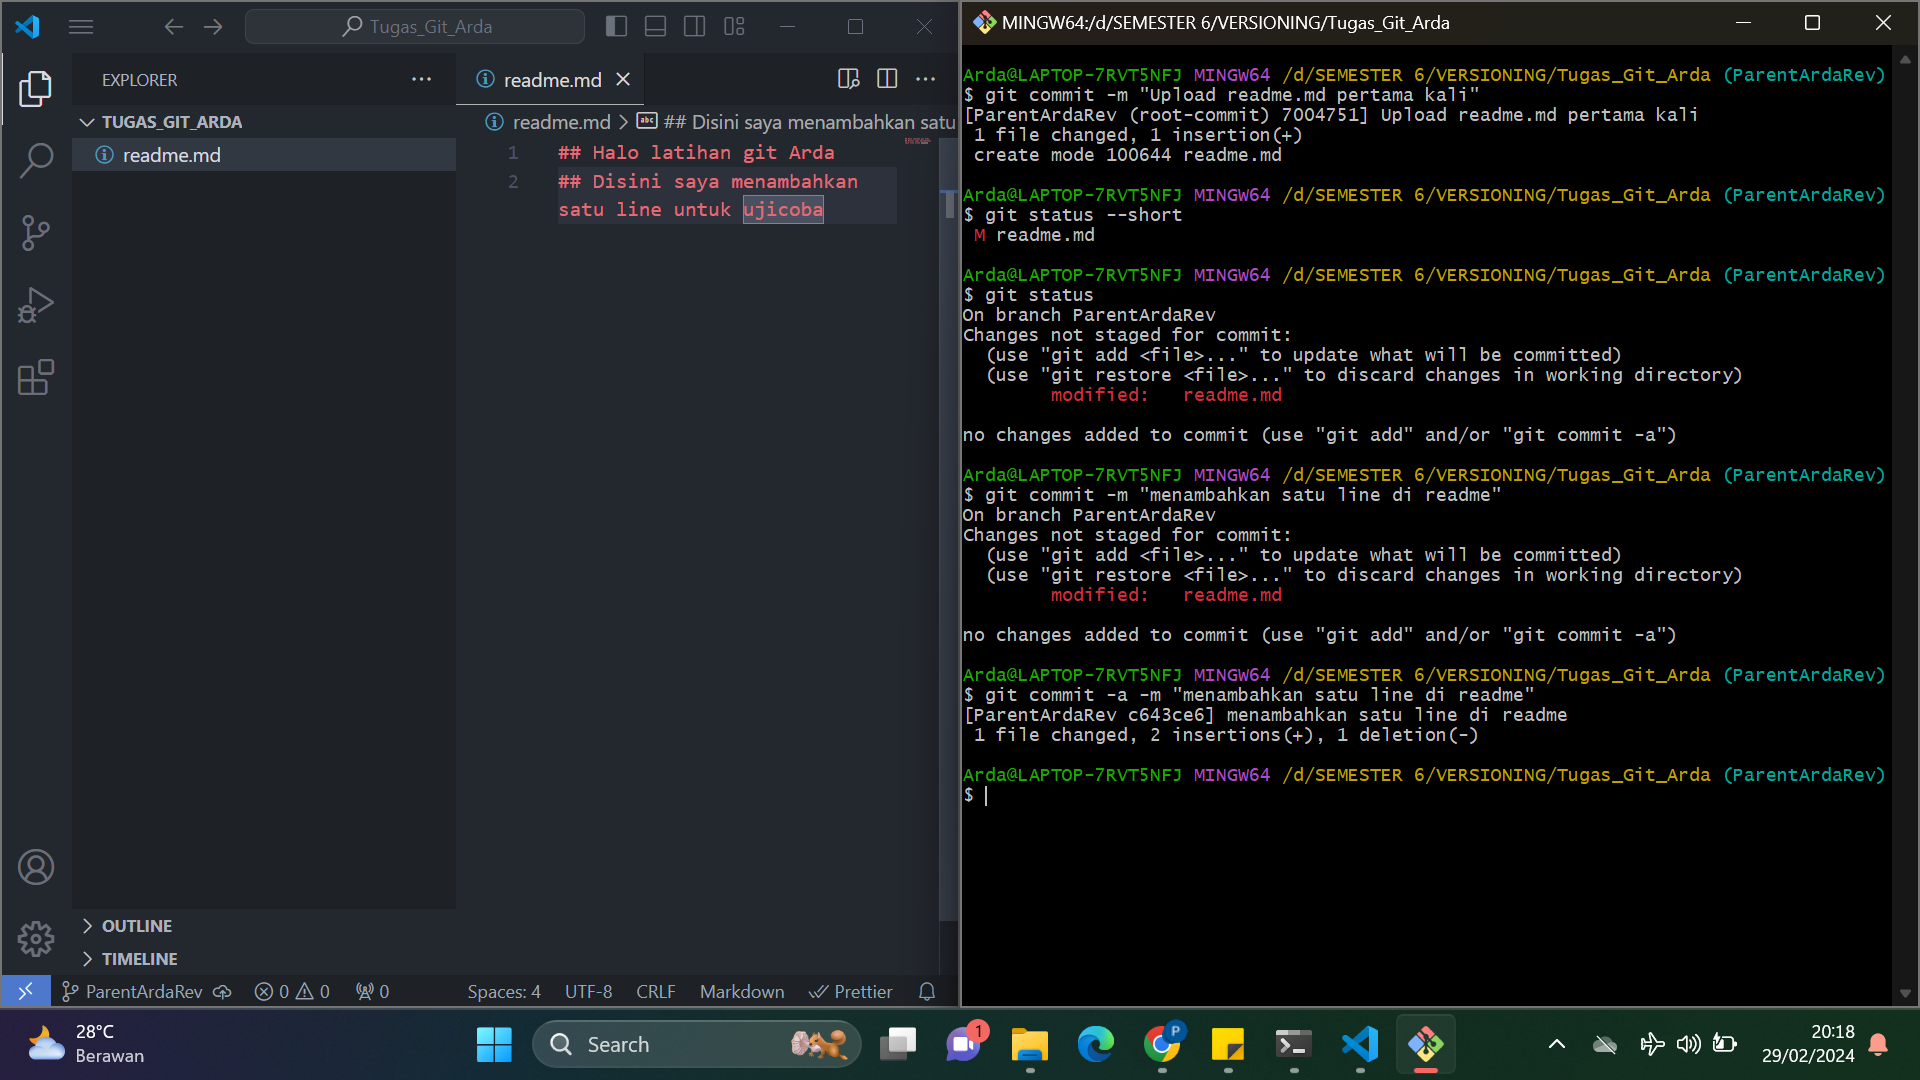 Tugas_Git_Arda
EXPLORER
readme.md
TUGAS_GIT_ARDA
readme.md
OUTLINE
TIMELINE
readme.md > ## Disini saya menambahkan satu
1 ## Halo latihan git Arda
2 ## Disini saya menambahkan
satu line untuk ujicoba
ParentArdaRev 0 0 0 Spaces: 4 UTF-8 CRLF Markdown Prettier
MINGW64:/d/SEMESTER 6/VERSIONING/Tugas_Git_Arda
Arda@LAPTOP-7RVT5NFJ MINGW64 /d/SEMESTER 6/VERSIONING/Tugas_Git_Arda (ParentArdaRev)
$ git commit -m "Upload readme.md pertama kali"
[ParentArdaRev (root-commit) 7004751] Upload readme.md pertama kali
 1 file changed, 1 insertion(+)
 create mode 100644 readme.md
Arda@LAPTOP-7RVT5NFJ MINGW64 /d/SEMESTER 6/VERSIONING/Tugas_Git_Arda (ParentArdaRev)
$ git status --short
 M readme.md
Arda@LAPTOP-7RVT5NFJ MINGW64 /d/SEMESTER 6/VERSIONING/Tugas_Git_Arda (ParentArdaRev)
$ git status
On branch ParentArdaRev
Changes not staged for commit:
  (use "git add <file>..." to update what will be committed)
  (use "git restore <file>..." to discard changes in working directory)
        modified:   readme.md
no changes added to commit (use "git add" and/or "git commit -a")
Arda@LAPTOP-7RVT5NFJ MINGW64 /d/SEMESTER 6/VERSIONING/Tugas_Git_Arda (ParentArdaRev)
$ git commit -m "menambahkan satu line di readme"
On branch ParentArdaRev
Changes not staged for commit:
  (use "git add <file>..." to update what will be committed)
  (use "git restore <file>..." to discard changes in working directory)
        modified:   readme.md
no changes added to commit (use "git add" and/or "git commit -a")
Arda@LAPTOP-7RVT5NFJ MINGW64 /d/SEMESTER 6/VERSIONING/Tugas_Git_Arda (ParentArdaRev)
$ git commit -a -m "menambahkan satu line di readme"
[ParentArdaRev c643ce6] menambahkan satu line di readme
 1 file changed, 2 insertions(+), 1 deletion(-)
Arda@LAPTOP-7RVT5NFJ MINGW64 /d/SEMESTER 6/VERSIONING/Tugas_Git_Arda (ParentArdaRev)
$
28°C
Berawan
Search
1
P
20:18
29/02/2024